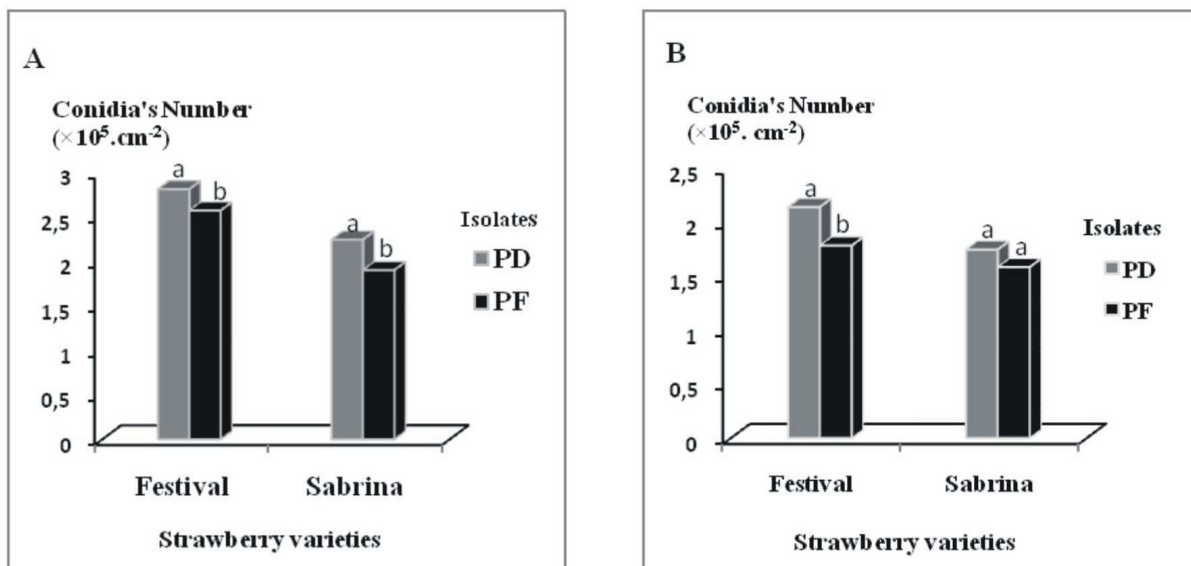 A
Conidia's Number
(×10⁵.cm⁻²)
3
2,5
2
1,5
1
0,5
0
a
b
a
b
Festival
Sabrina
Strawberry varieties
Isolates
PD
PF
B
Conidia's Number
(×10⁵. cm⁻²)
2,5
2
1,5
1
0,5
0
a
b
a
a
Festival
Sabrina
Strawberry varieties
Isolates
PD
PF